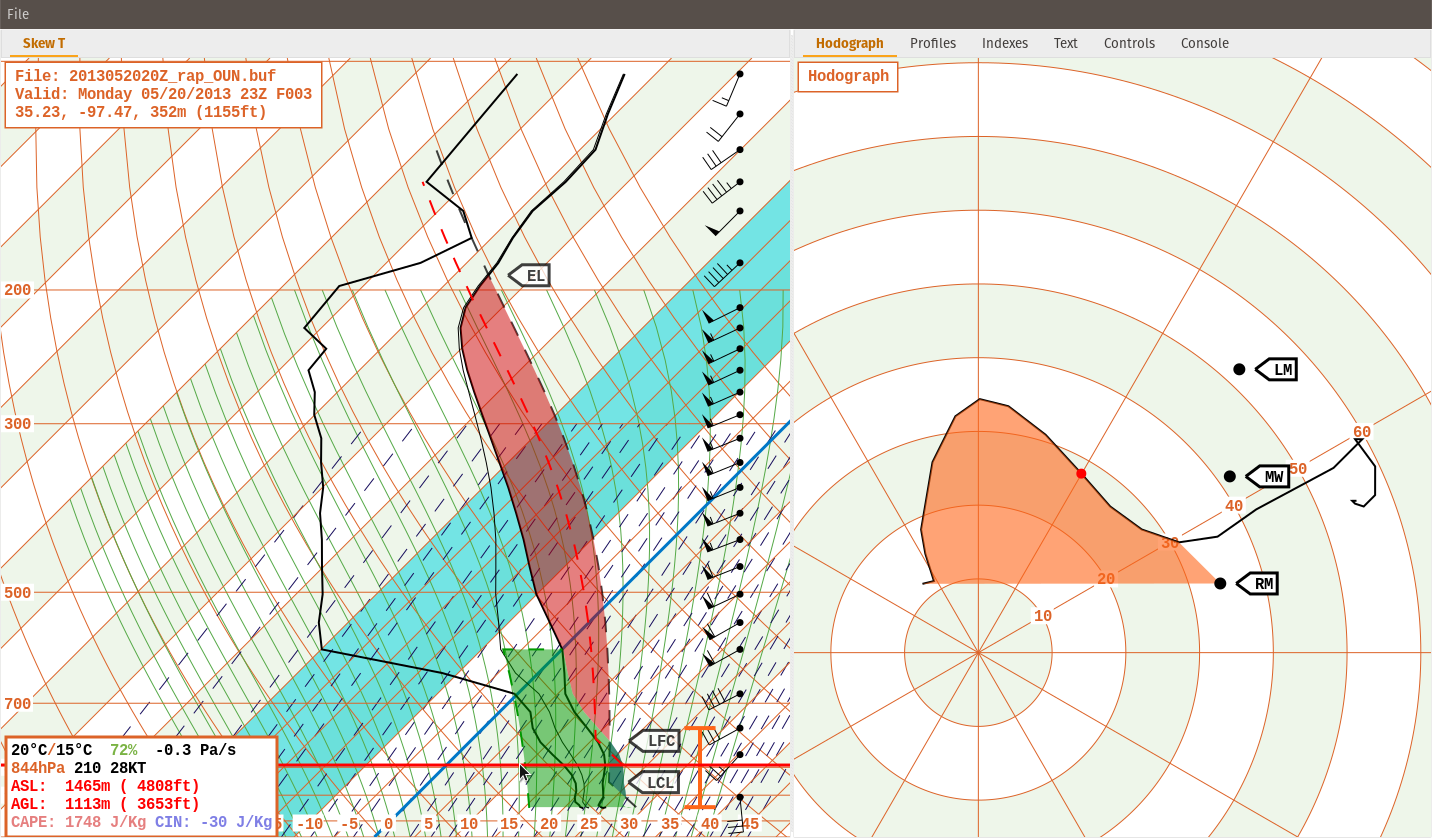 File
Skew T
Hodograph Profiles Indexes Text Controls Console
File: 2013052020Z_rap_OUN.buf
Valid: Monday 05/20/2013 23Z F003
35.23, -97.47, 352m (1155ft)
Hodograph
EL
200
300
500
700
LFC
LCL
20°C/15°C 72% -0.3 Pa/s
844hPa 210 28KT
ASL: 1465m ( 4808ft)
AGL: 1113m ( 3653ft)
CAPE: 1748 J/Kg CIN: -30 J/Kg
5 -10 -5 0 5 10 15 20 25 30 35 40 45
LM
60
MW 50
40
30
20 RM
10